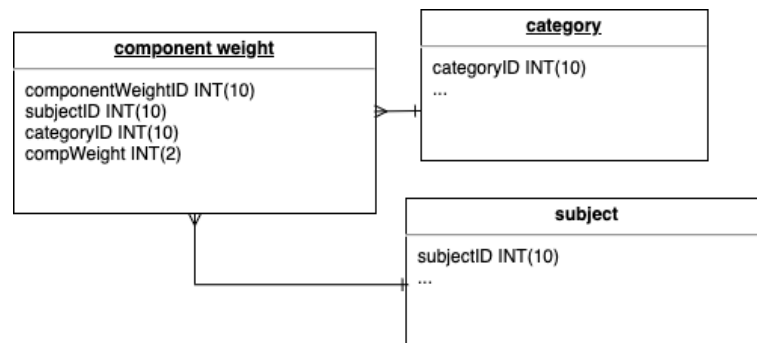 component weight
componentWeightID INT(10)
subjectID INT(10)
categoryID INT(10)
compWeight INT(2)
category
categoryID INT(10)
...
subject
subjectID INT(10)
...